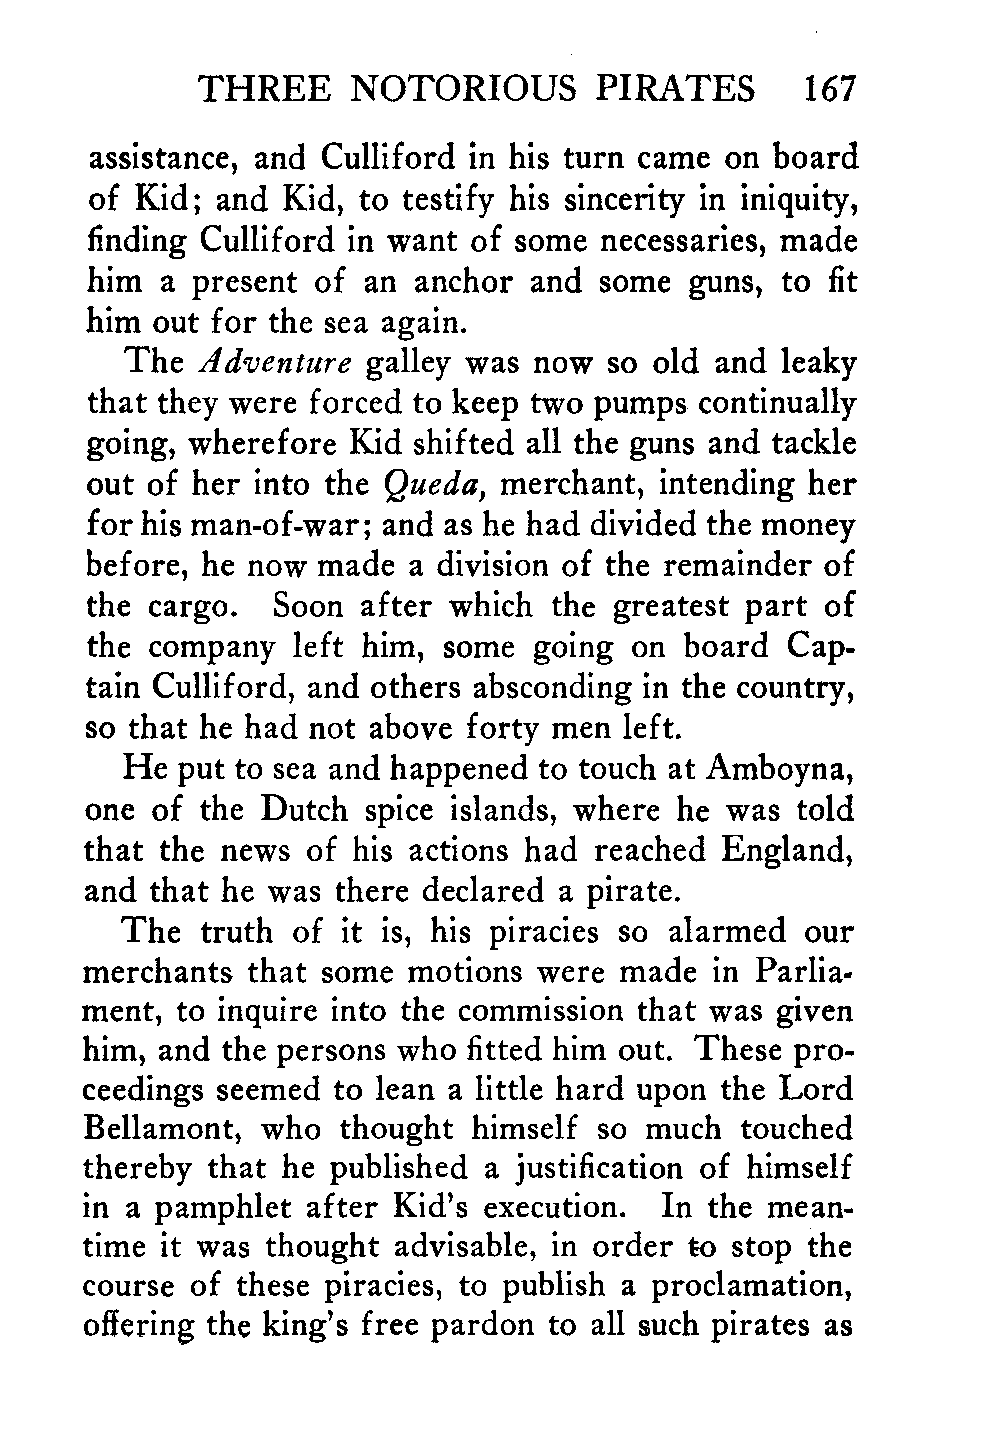 THREE NOTORIOUS PIRATES 167
assistance, and Culliford in his turn came on board
of Kid; and Kid, to testify his sincerity in iniquity,
finding Culliford in want of some necessaries, made
him a present of an anchor and some guns, to fit
him out for the sea again.
The Adventure galley was now so old and leaky
that they were forced to keep two pumps continually
going, wherefore Kid shifted all the guns and tackle
out of her into the Queda, merchant, intending her
for his man-of-war; and as he had divided the money
before, he now made a division of the remainder of
the cargo. Soon after which the greatest part of
the company left him, some going on board Cap-
tain Culliford, and others absconding in the country,
so that he had not above forty men left.
He put to sea and happened to touch at Amboyna,
one of the Dutch spice islands, where he was told
that the news of his actions had reached England,
and that he was there declared a pirate.
The truth of it is, his piracies so alarmed our
merchants that some motions were made in Parlia-
ment, to inquire into the commission that was given
him, and the persons who fitted him out. These pro-
ceedings seemed to lean a little hard upon the Lord
Bellamont, who thought himself so much touched
thereby that he published a justification of himself
in a pamphlet after Kid's execution. In the mean-
time it was thought advisable, in order to stop the
course of these piracies, to publish a proclamation,
offering the king's free pardon to all such pirates as